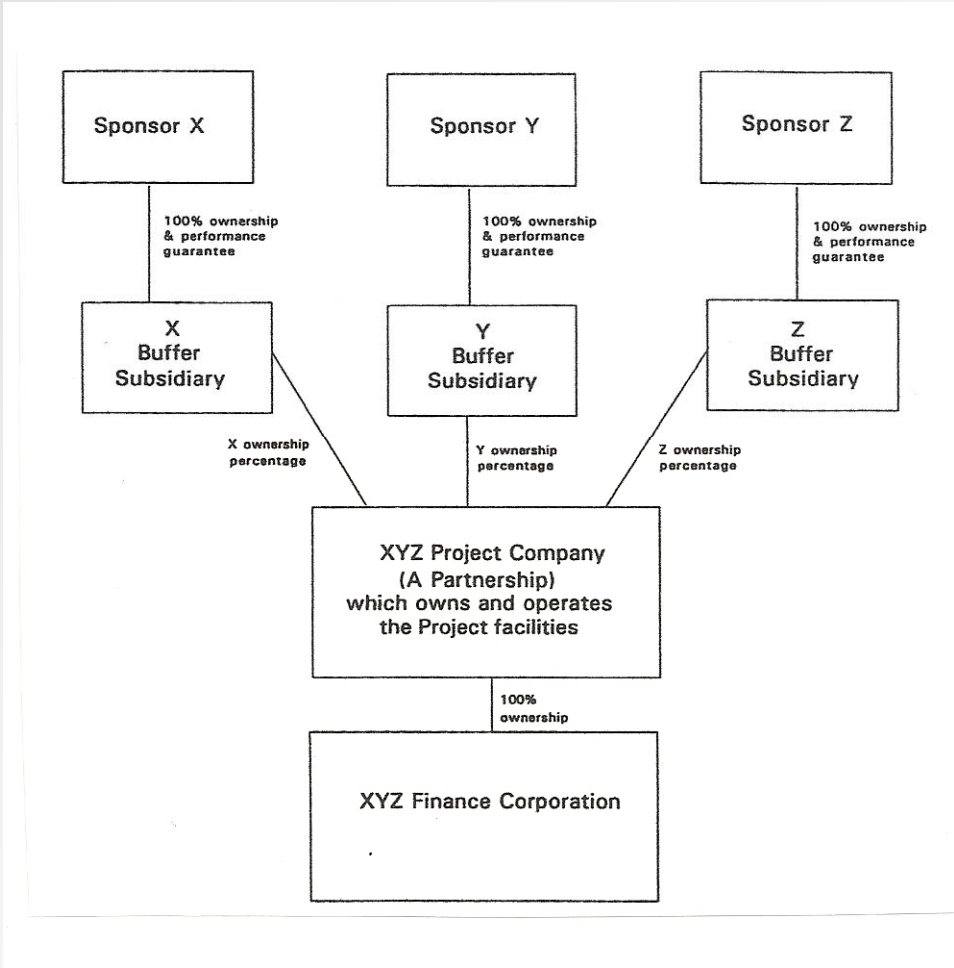 Sponsor X
Sponsor Y
Sponsor Z
100% ownership
& performance
guarantee
100% ownership
& performance
guarantee
100% ownership
& performance
guarantee
X
Buffer
Subsidiary
Y
Buffer
Subsidiary
Z
Buffer
Subsidiary
X ownership
percentage
Y ownership
percentage
Z ownership
percentage
XYZ Project Company
(A Partnership)
which owns and operates
the Project facilities
100%
ownership
XYZ Finance Corporation